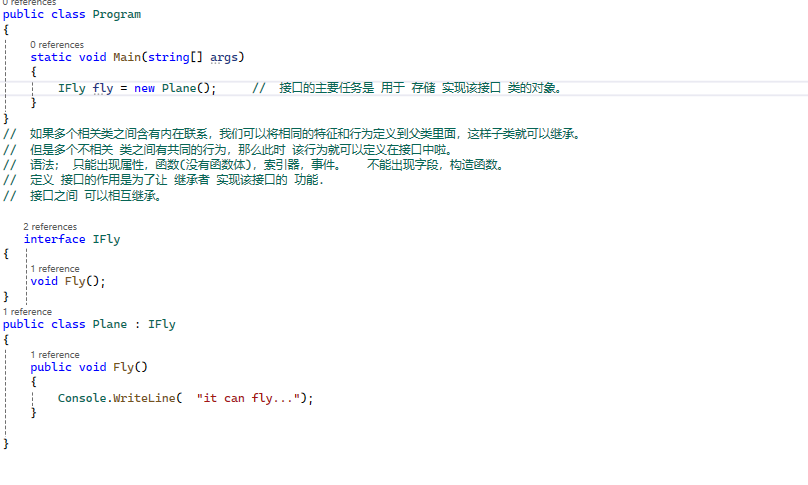 0 references
public class Program
{
0 references
static void Main(string[] args)
{
IFly fly = new Plane(); // 接口的主要任务是 用于 存储 实现该接口 类的对象。
}
}
// 如果多个相关类之间含有内在联系，我们可以将相同的特征和行为定义到父类里面，这样子类就可以继承。
// 但是多个不相关 类之间有共同的行为，那么此时 该行为就可以定义在接口中啦。
// 语法； 只能出现属性，函数(没有函数体)，索引器，事件。 不能出现字段，构造函数。
// 定义 接口的作用是为了让 继承者 实现该接口的 功能.
// 接口之间 可以相互继承。
2 references
interface IFly
{
1 reference
void Fly();
}
1 reference
public class Plane : IFly
{
1 reference
public void Fly()
{
Console.WriteLine( "it can fly...");
}
}